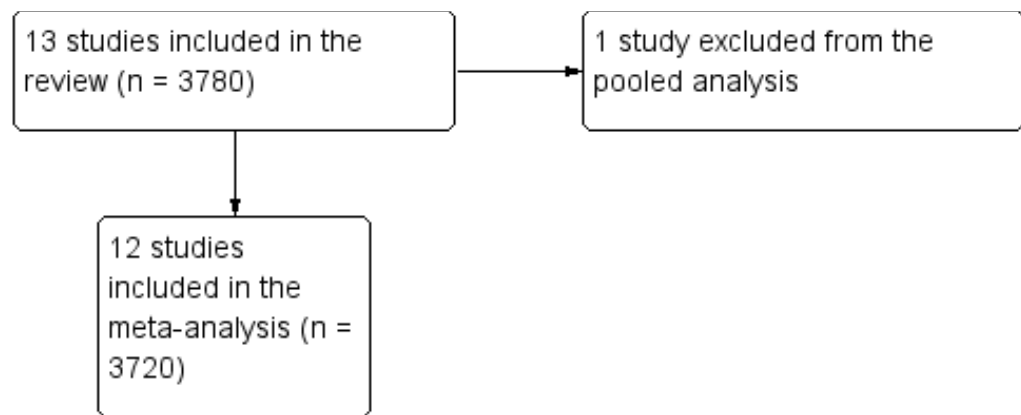 13 studies included in the
review (n = 3780)
1 study excluded from the
pooled analysis
12 studies
included in the
meta-analysis (n =
3720)